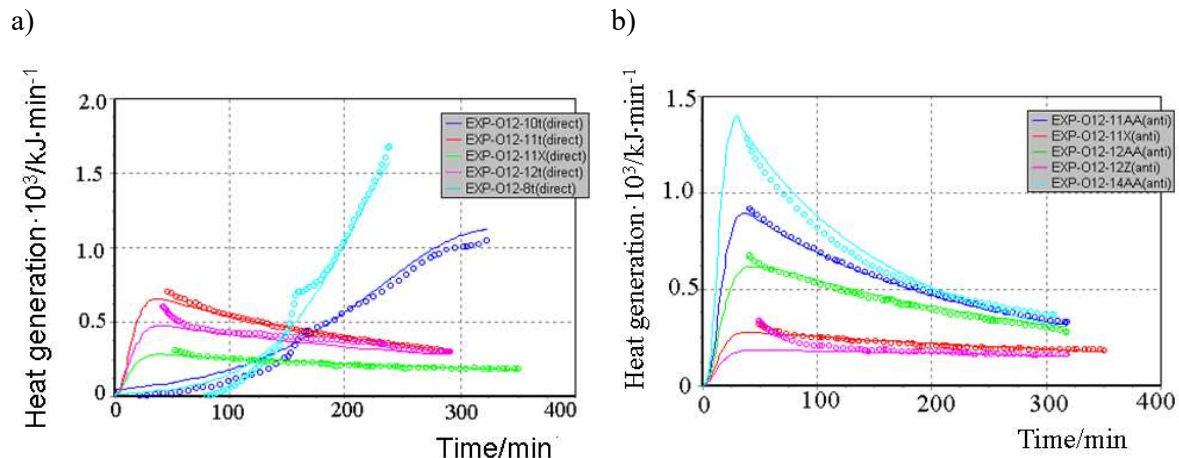 a)
b)
Heat generation·10³/kJ·min⁻¹
2.0
1.5
1.0
0.5
0
0
100
200
300
400
Time/min
EXP-O12-10t(direct)
EXP-O12-11t(direct)
EXP-O12-11X(direct)
EXP-O12-12t(direct)
EXP-O12-8t(direct)
Heat generation·10³/kJ·min⁻¹
1.5
1.0
0.5
0
0
100
200
300
400
Time/min
EXP-O12-11AA(anti)
EXP-O12-11X(anti)
EXP-O12-12AA(anti)
EXP-O12-12Z(anti)
EXP-O12-14AA(anti)